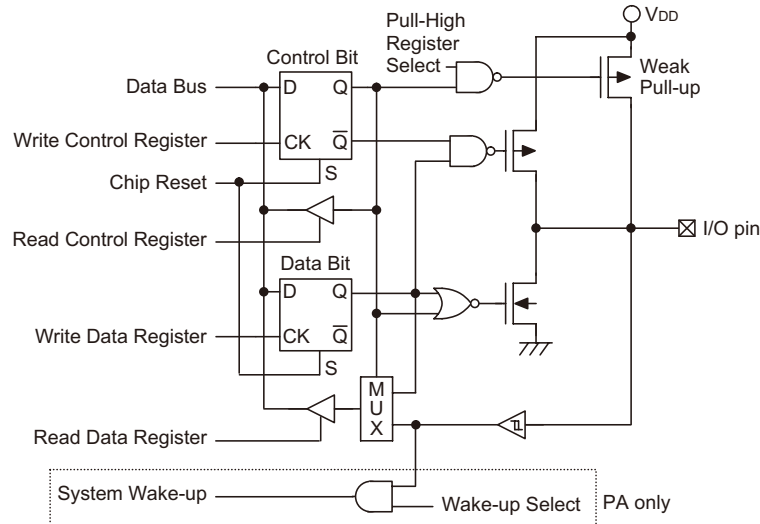 Pull-High
Register
Select
VDD
Control Bit
Weak
Pull-up
Data Bus
D
Q
Write Control Register
CK
Q̅
S
Chip Reset
I/O pin
Read Control Register
Data Bit
D
Q
Write Data Register
CK
Q̅
S
M
U
X
Read Data Register
System Wake-up
Wake-up Select
PA only